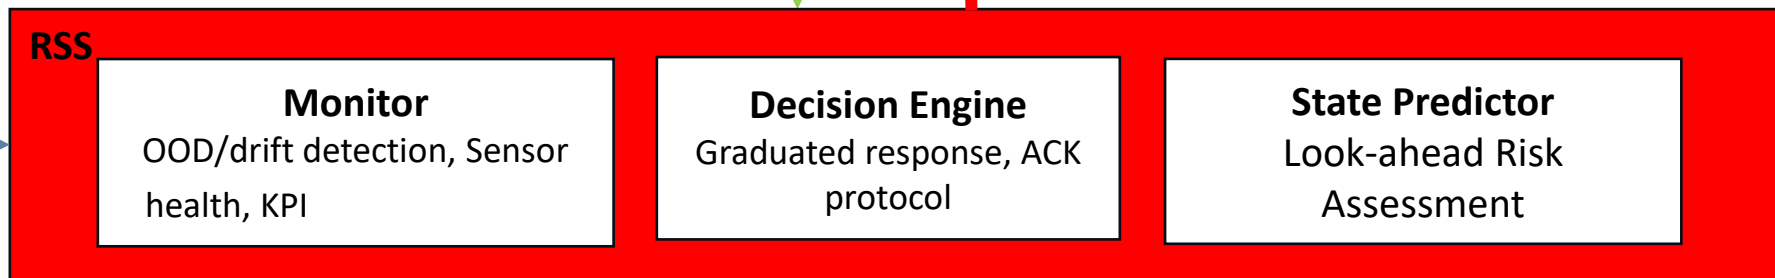 RSS
Monitor
OOD/drift detection, Sensor
health, KPI
Decision Engine
Graduated response, ACK
protocol
State Predictor
Look-ahead Risk
Assessment